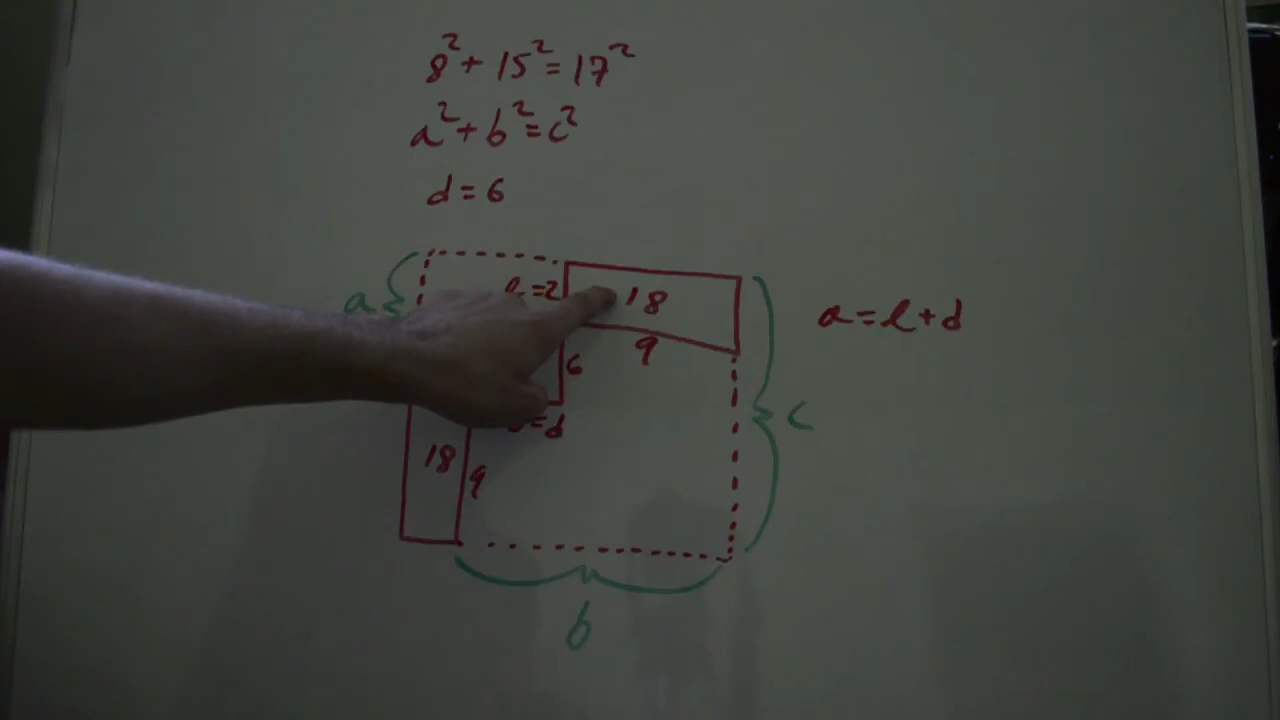 8² + 15² = 17²
a² + b² = c²
d = 6
a
l = 2
18
a = l + d
9
6
c
= d
18
9
b